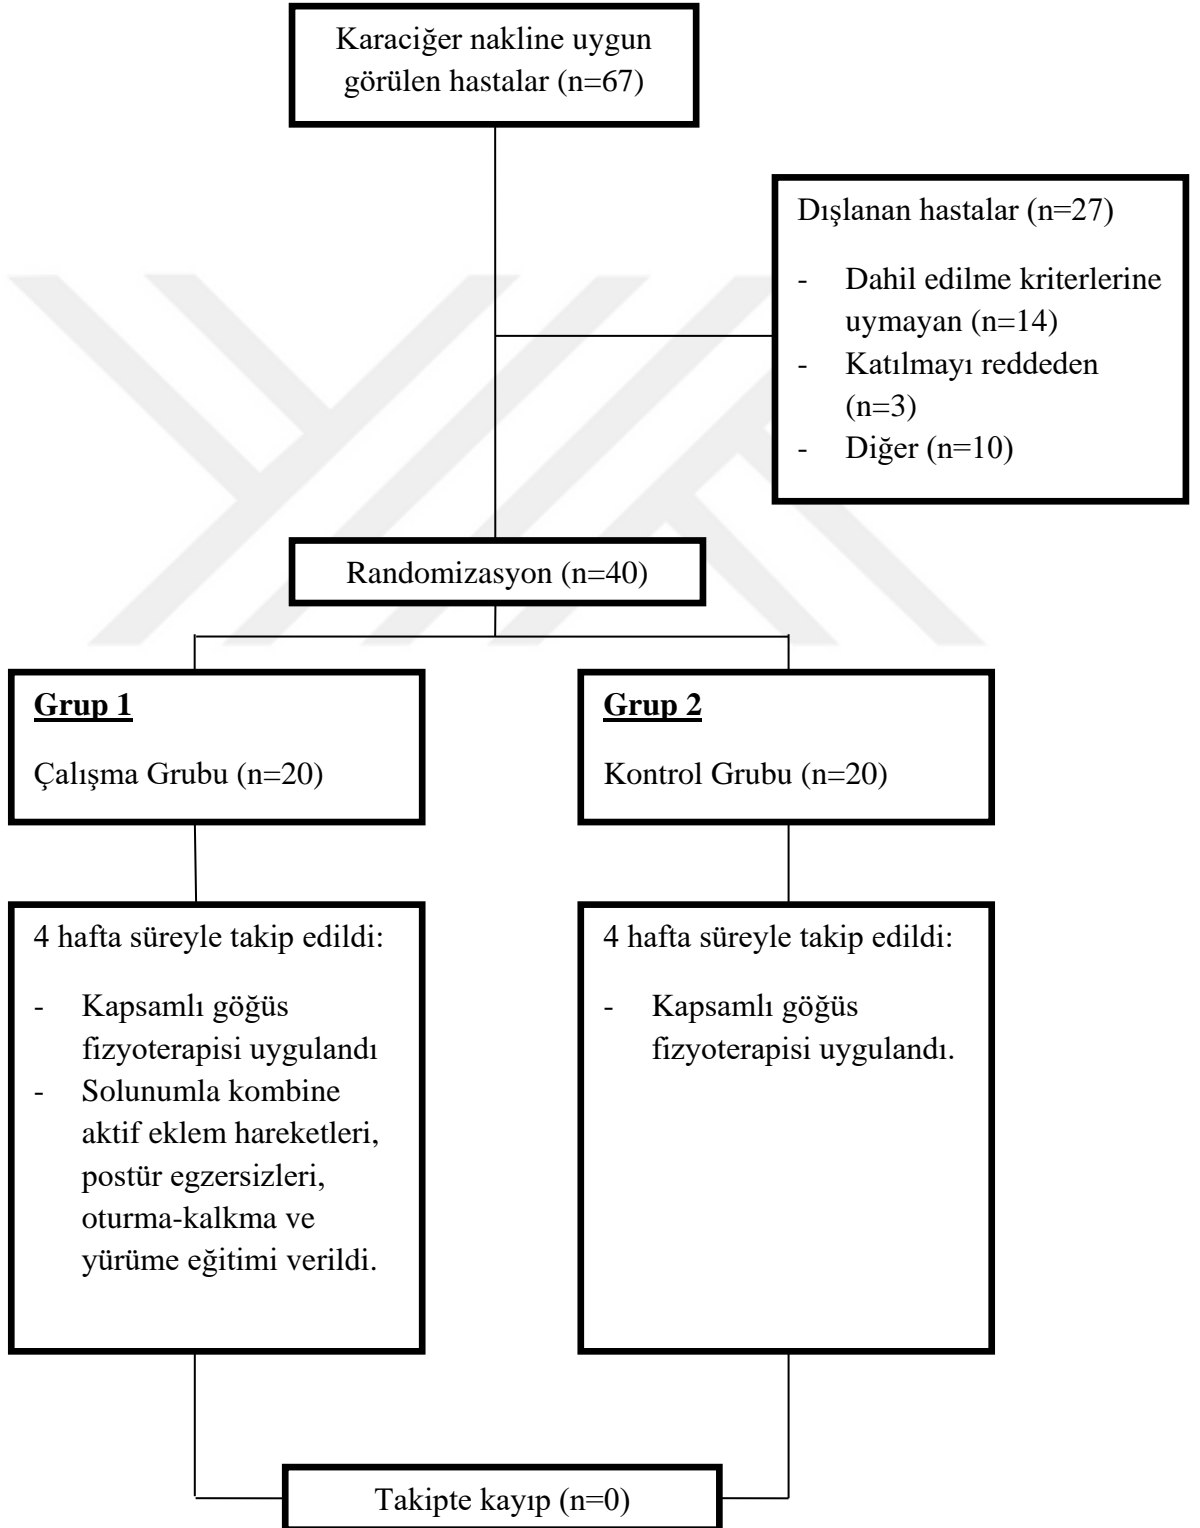 Karaciğer nakline uygun
görülen hastalar (n=67)
Dışlanan hastalar (n=27)
- Dahil edilme kriterlerine
uymayan (n=14)
- Katılmayı reddeden
(n=3)
- Diğer (n=10)
Randomizasyon (n=40)
Grup 1
Çalışma Grubu (n=20)
Grup 2
Kontrol Grubu (n=20)
4 hafta süreyle takip edildi:
- Kapsamlı göğüs
fizyoterapisi uygulandı
- Solunumla kombine
aktif eklem hareketleri,
postür egzersizleri,
oturma-kalkma ve
yürüme eğitimi verildi.
4 hafta süreyle takip edildi:
- Kapsamlı göğüs
fizyoterapisi uygulandı.
Takipte kayıp (n=0)